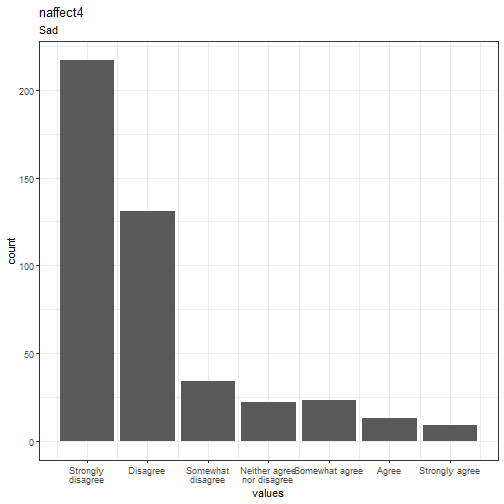 naffect4
Sad
count
200
150
100
50
0
Strongly disagree
Disagree
Somewhat disagree
Neither agree nor disagree
Somewhat agree
Agree
Strongly agree
values